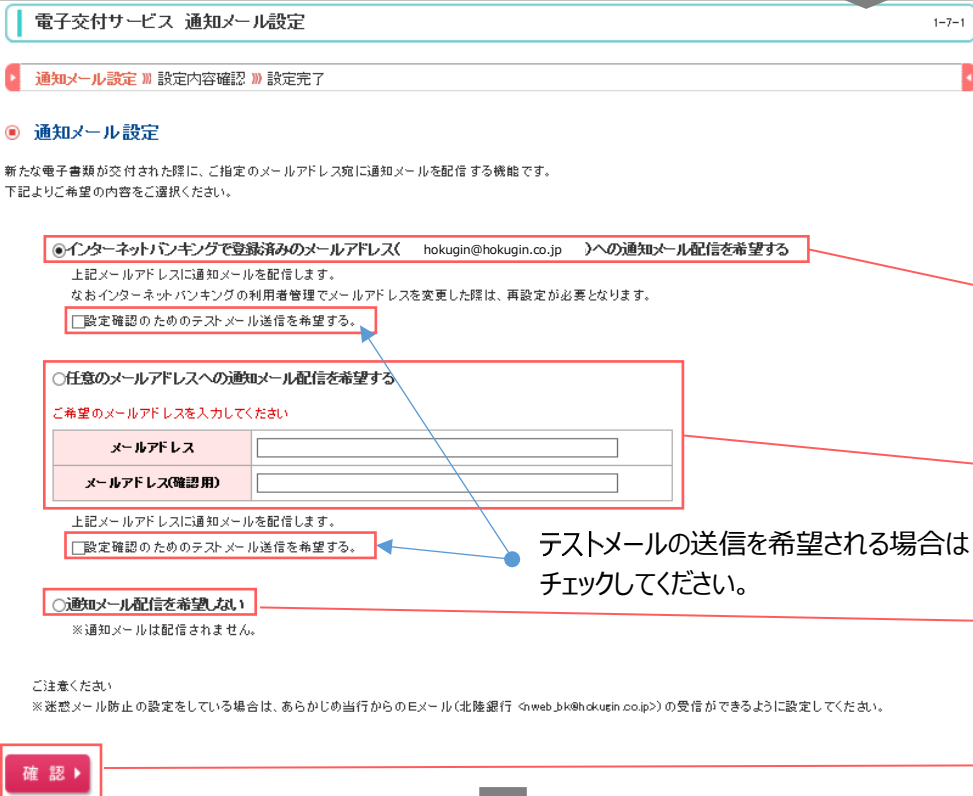 電子交付サービス 通知メール設定
1-7-1
通知メール設定 ⟫ 設定内容確認 ⟫ 設定完了
通知メール設定
新たな電子書類が交付された際に、ご指定のメールアドレス宛に通知メールを配信する機能です。
下記よりご希望の内容をご選択ください。
インターネットバンキングで登録済みのメールアドレス( hokugin@hokugin.co.jp )への通知メール配信を希望する
上記メールアドレスに通知メールを配信します。
なおインターネットバンキングの利用者管理でメールアドレスを変更した際は、再設定が必要となります。
設定確認のためのテストメール送信を希望する。
任意のメールアドレスへの通知メール配信を希望する
ご希望のメールアドレスを入力してください
メールアドレス
メールアドレス(確認用)
上記メールアドレスに通知メールを配信します。
設定確認のためのテストメール送信を希望する。
テストメールの送信を希望される場合は
チェックしてください。
通知メール配信を希望しない
※通知メールは配信されません。
ご注意ください
※迷惑メール防止の設定をしている場合は、あらかじめ当行からのEメール(北陸銀行 <nweb_bk@hokugin.co.jp>)の受信ができるように設定してください。
確 認